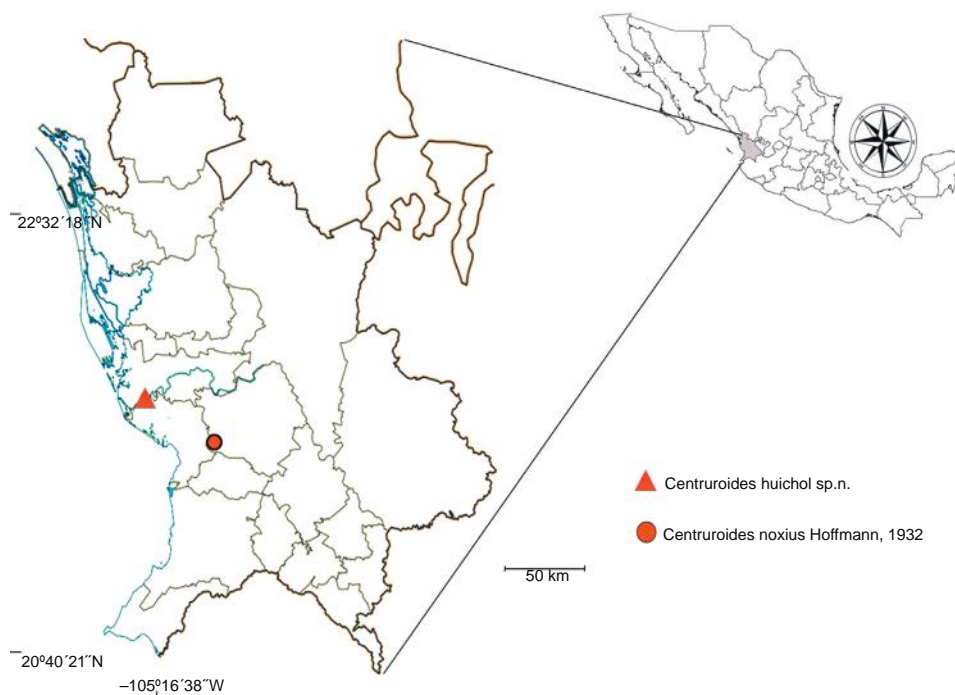 22º32´18˝N
Centruroides huichol sp.n.
Centruroides noxius Hoffmann, 1932
50 km
20º40´21˝N
–105º16´38˝W